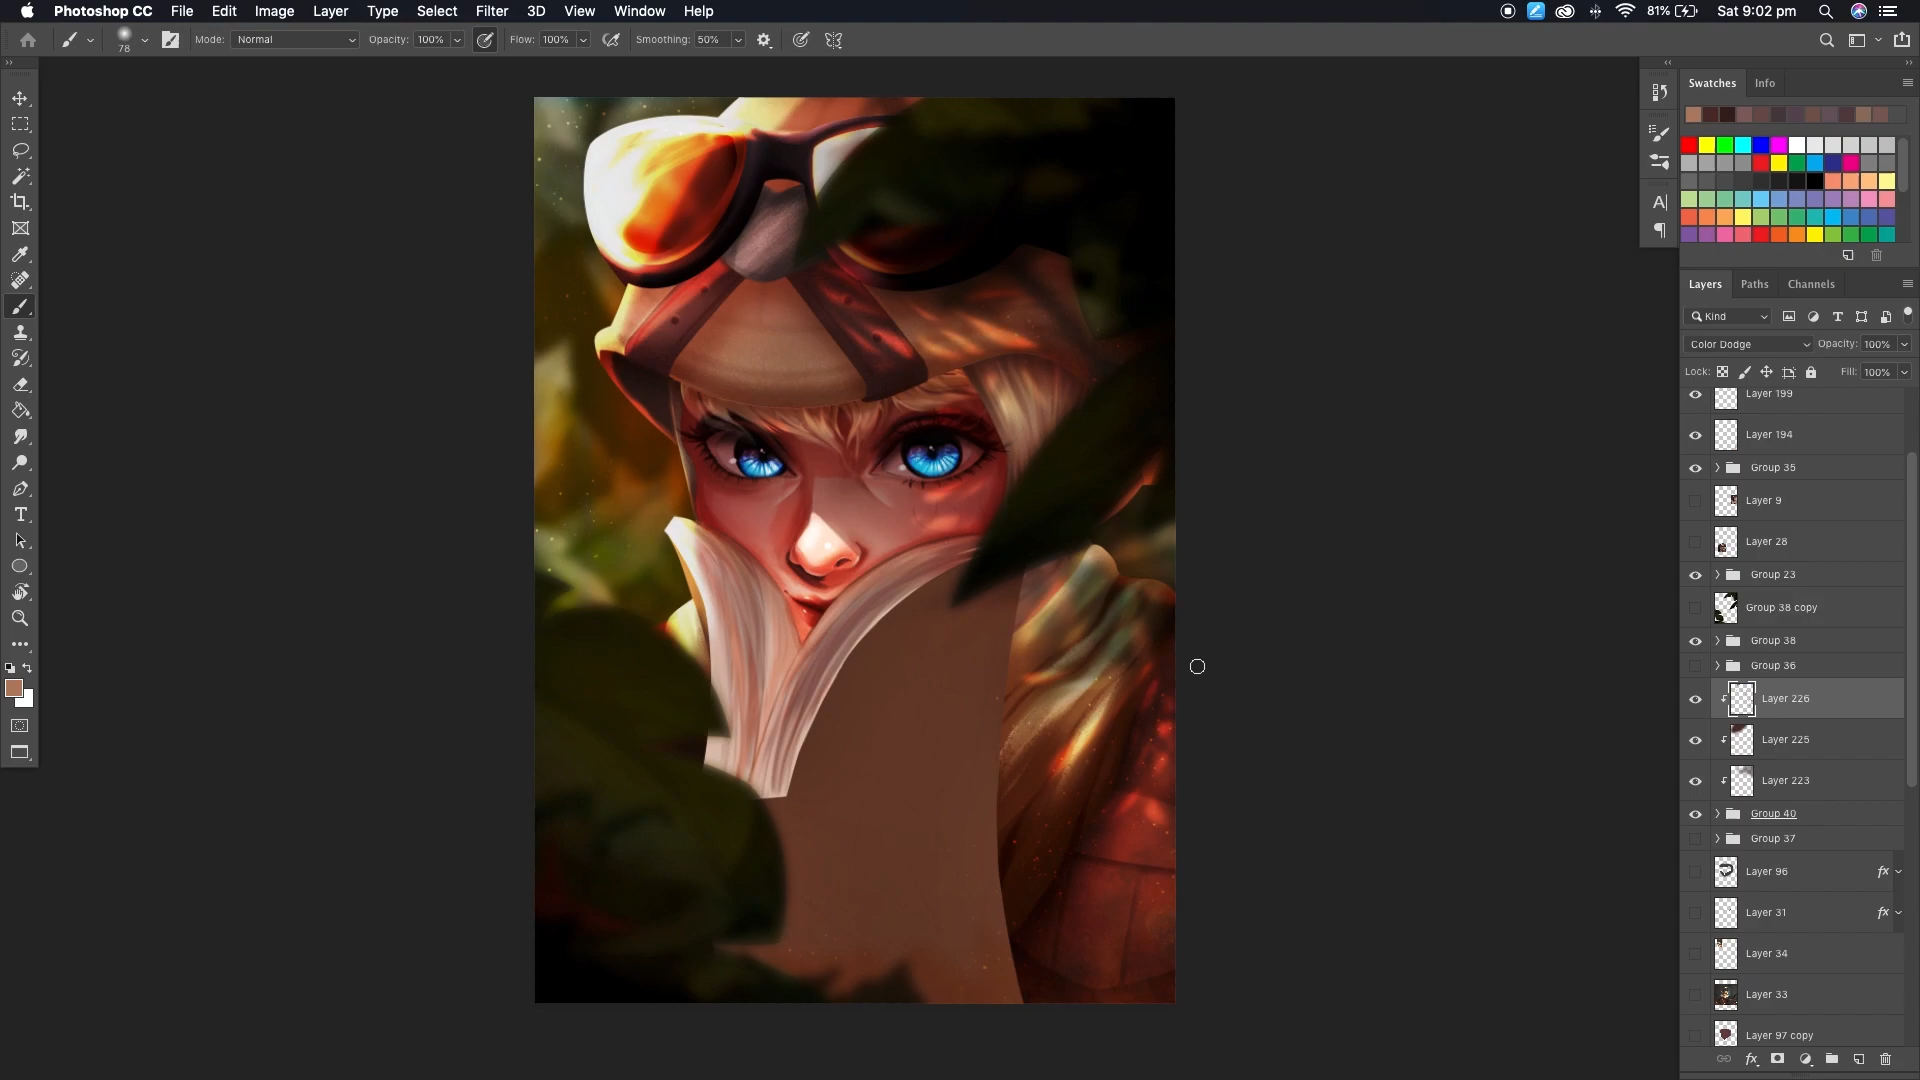 Photoshop CC File Edit Image Layer Type Select Filter 3D View Window Help 81% Sat 9:02 pm
78 Mode: Normal Opacity: 100% Flow: 100% Smoothing: 50%
Swatches Info
Layers Paths Channels
Kind
Color Dodge Opacity: 100%
Lock: Fill: 100%
Layer 199
Layer 194
Group 35
Layer 9
Layer 28
Group 23
Group 38 copy
Group 38
Group 36
Layer 226
Layer 225
Layer 223
Group 40
Group 37
Layer 96 fx
Layer 31 fx
Layer 34
Layer 33
Layer 97 copy
fx